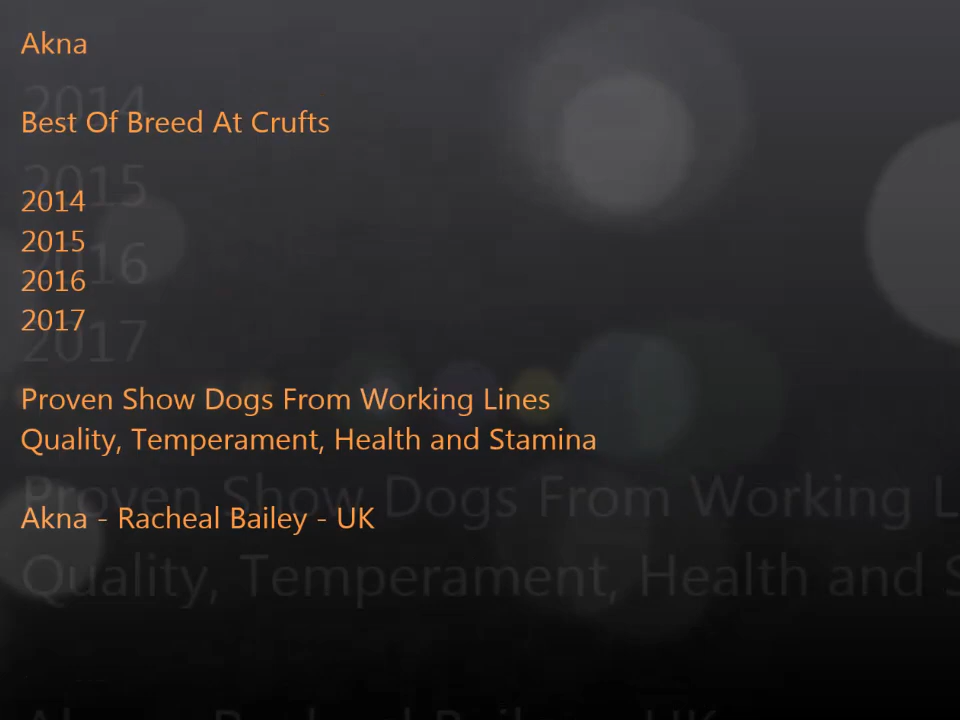 Akna
Best Of Breed At Crufts
2014
2015
2016
2017
Proven Show Dogs From Working Lines
Quality, Temperament, Health and Stamina
Akna - Racheal Bailey - UK